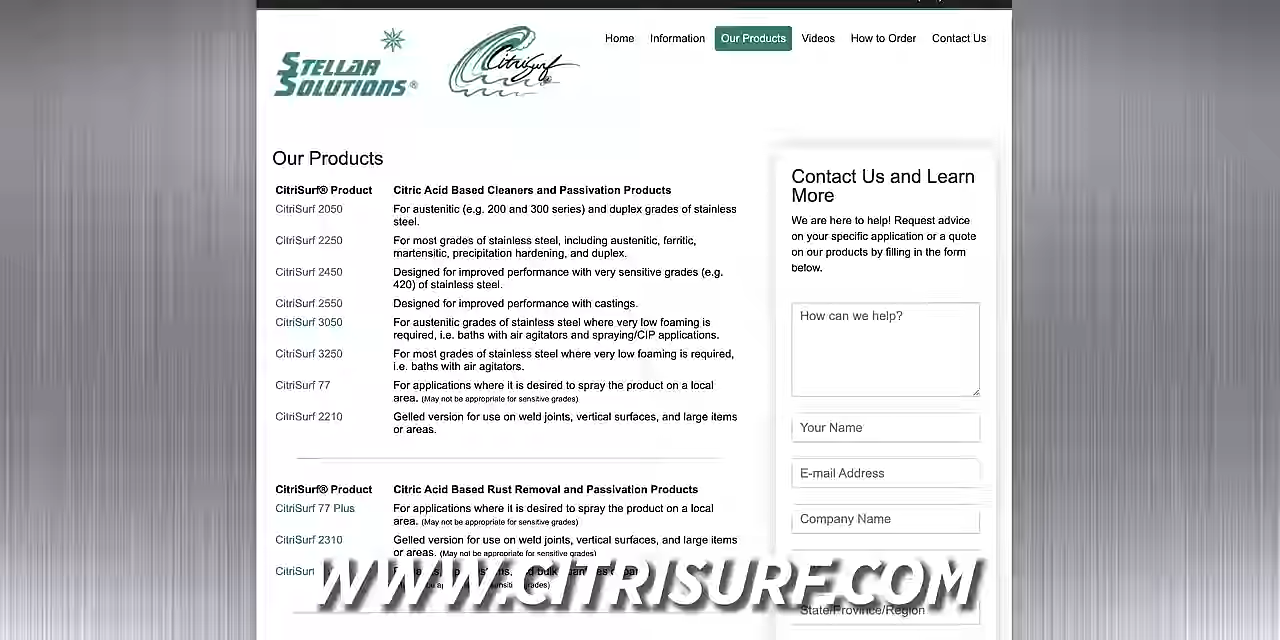 STELLAR
SOLUTIONS®
CitriSurf®
Home Information Our Products Videos How to Order Contact Us
Our Products
CitriSurf® Product Citric Acid Based Cleaners and Passivation Products
CitriSurf 2050 For austenitic (e.g. 200 and 300 series) and duplex grades of stainless
steel.
CitriSurf 2250 For most grades of stainless steel, including austenitic, ferritic,
martensitic, precipitation hardening, and duplex.
CitriSurf 2450 Designed for improved performance with very sensitive grades (e.g.
420) of stainless steel.
CitriSurf 2550 Designed for improved performance with castings.
CitriSurf 3050 For austenitic grades of stainless steel where very low foaming is
required, i.e. baths with air agitators and spraying/CIP applications.
CitriSurf 3250 For most grades of stainless steel where very low foaming is required,
i.e. baths with air agitators.
CitriSurf 77 For applications where it is desired to spray the product on a local
area. (May not be appropriate for sensitive grades)
CitriSurf 2210 Gelled version for use on weld joints, vertical surfaces, and large items
or areas.
CitriSurf® Product Citric Acid Based Rust Removal and Passivation Products
CitriSurf 77 Plus For applications where it is desired to spray the product on a local
area. (May not be appropriate for sensitive grades)
CitriSurf 2310 Gelled version for use on weld joints, vertical surfaces, and large items
or areas. (May not be appropriate for sensitive grades)
CitriSurf
grades)
Contact Us and Learn
More
We are here to help! Request advice
on your specific application or a quote
on our products by filling in the form
below.
How can we help?
Your Name
E-mail Address
Company Name
State/Province/Region
WWW.CITRISURF.COM